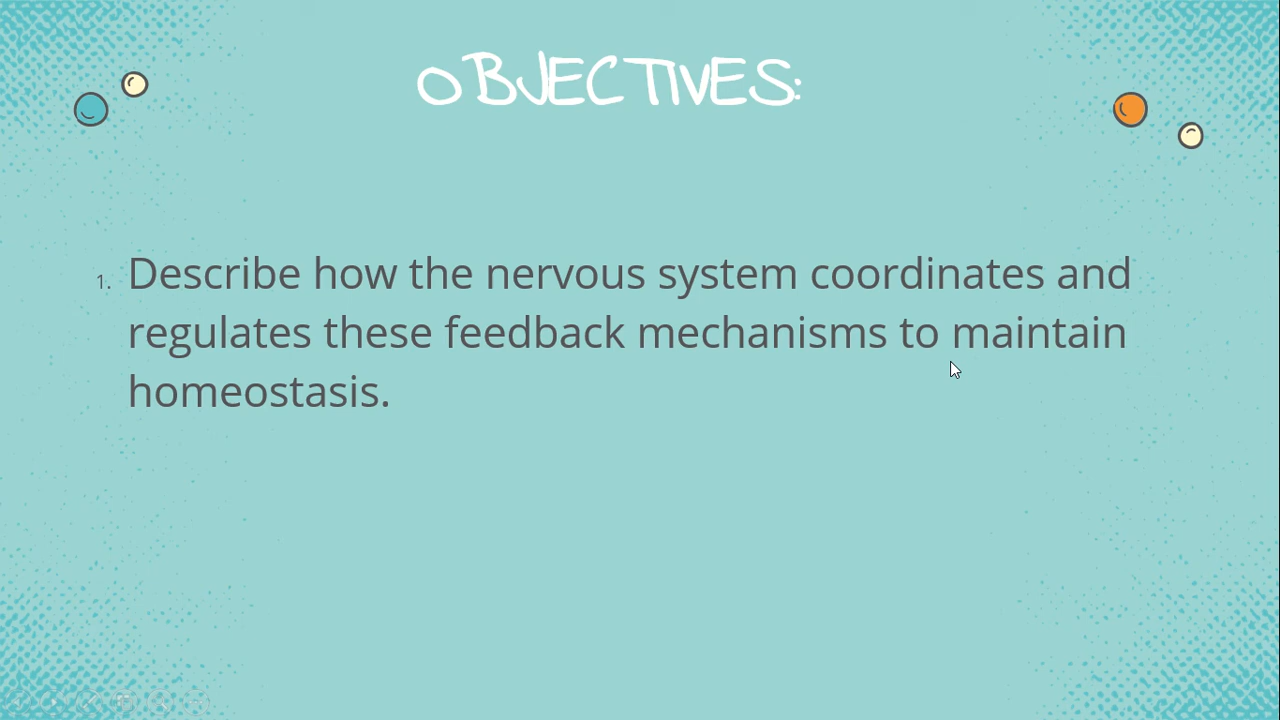 OBJECTIVES:
1. Describe how the nervous system coordinates and
regulates these feedback mechanisms to maintain
homeostasis.